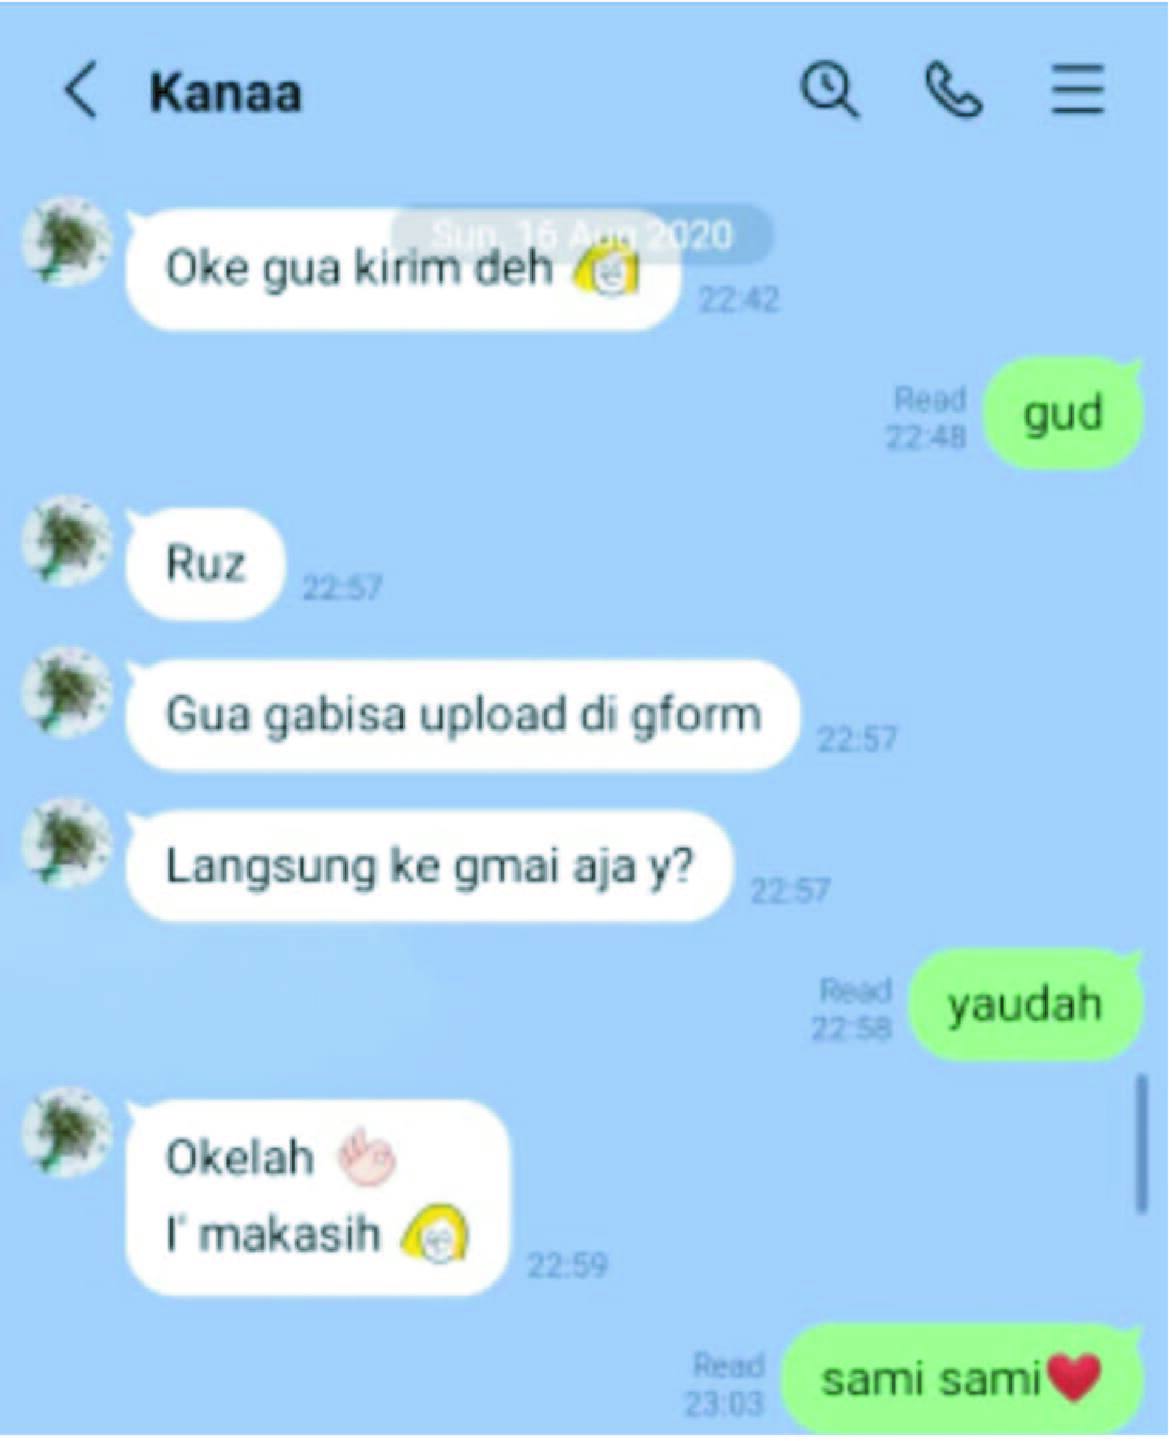 Kanaa
Sun, 16 Aug 2020
Oke gua kirim deh
22:42
Read
22:48
gud
Ruz
22:57
Gua gabisa upload di gform
22:57
Langsung ke gmai aja y?
22:57
Read
22:58
yaudah
Okelah
I' makasih
22:59
Read
23:03
sami sami❤